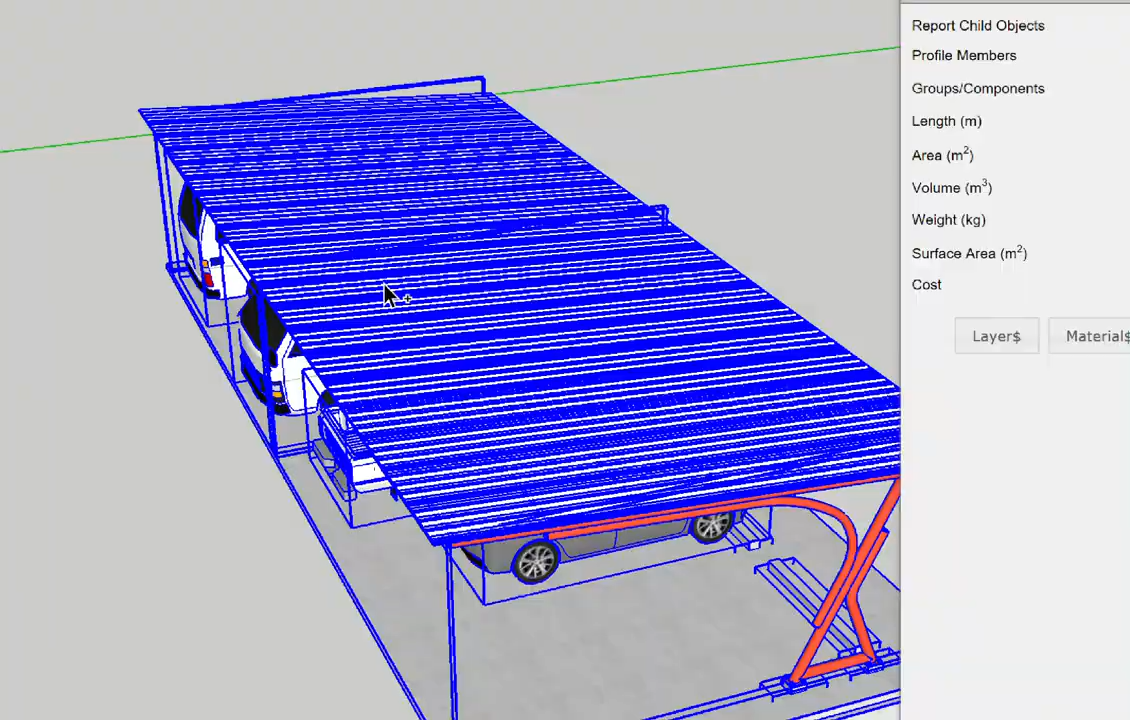 Report Child Objects
Profile Members
Groups/Components
Length (m)
Area (m²)
Volume (m³)
Weight (kg)
Surface Area (m²)
Cost
Layer$ Material$